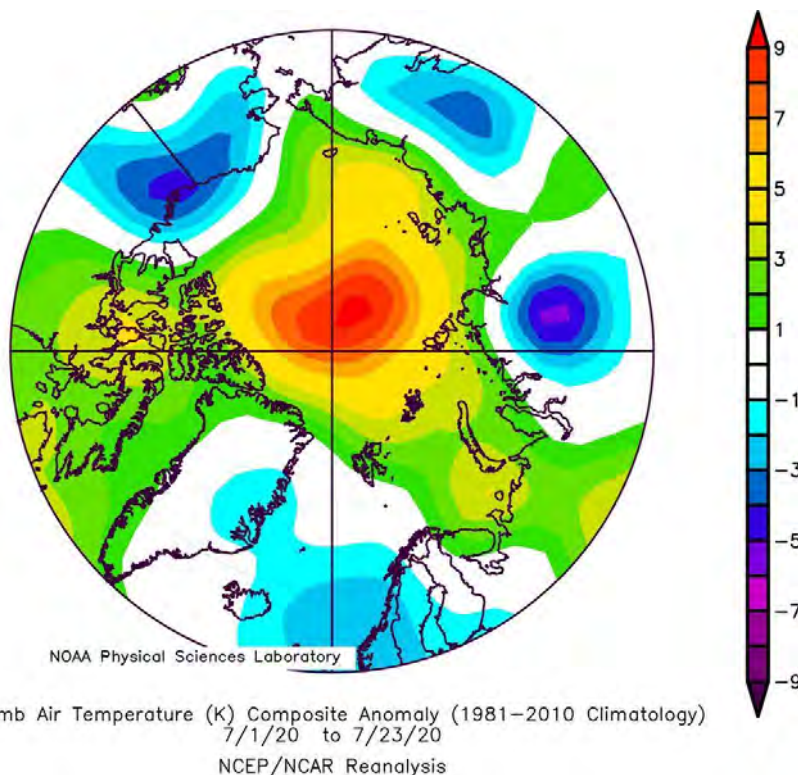 9
7
5
3
1
-1
-3
-5
-7
-9
NOAA Physical Sciences Laboratory
mb Air Temperature (K) Composite Anomaly (1981-2010 Climatology)
7/1/20 to 7/23/20
NCEP/NCAR Reanalysis